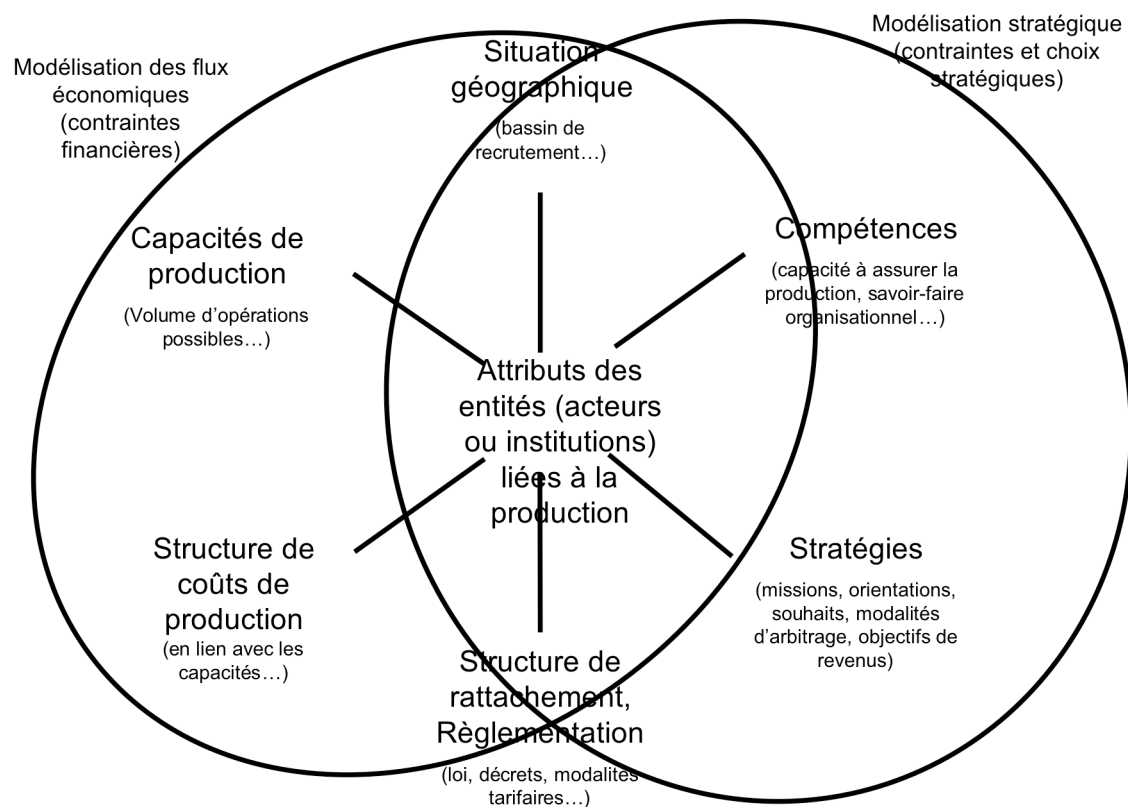 Modélisation des flux
économiques
(contraintes
financières)
Situation
géographique
(bassin de
recrutement…)
Modélisation stratégique
(contraintes et choix
stratégiques)
Capacités de
production
(Volume d’opérations
possibles…)
Compétences
(capacité à assurer la
production, savoir-faire
organisationnel…)
Attributs des
entités (acteurs
ou institutions)
liées à la
production
Structure de
coûts de
production
(en lien avec les
capacités…)
Stratégies
(missions, orientations,
souhaits, modalités
d’arbitrage, objectifs de
revenus)
Structure de
rattachement,
Règlementation
(loi, décrets, modalités
tarifaires…)